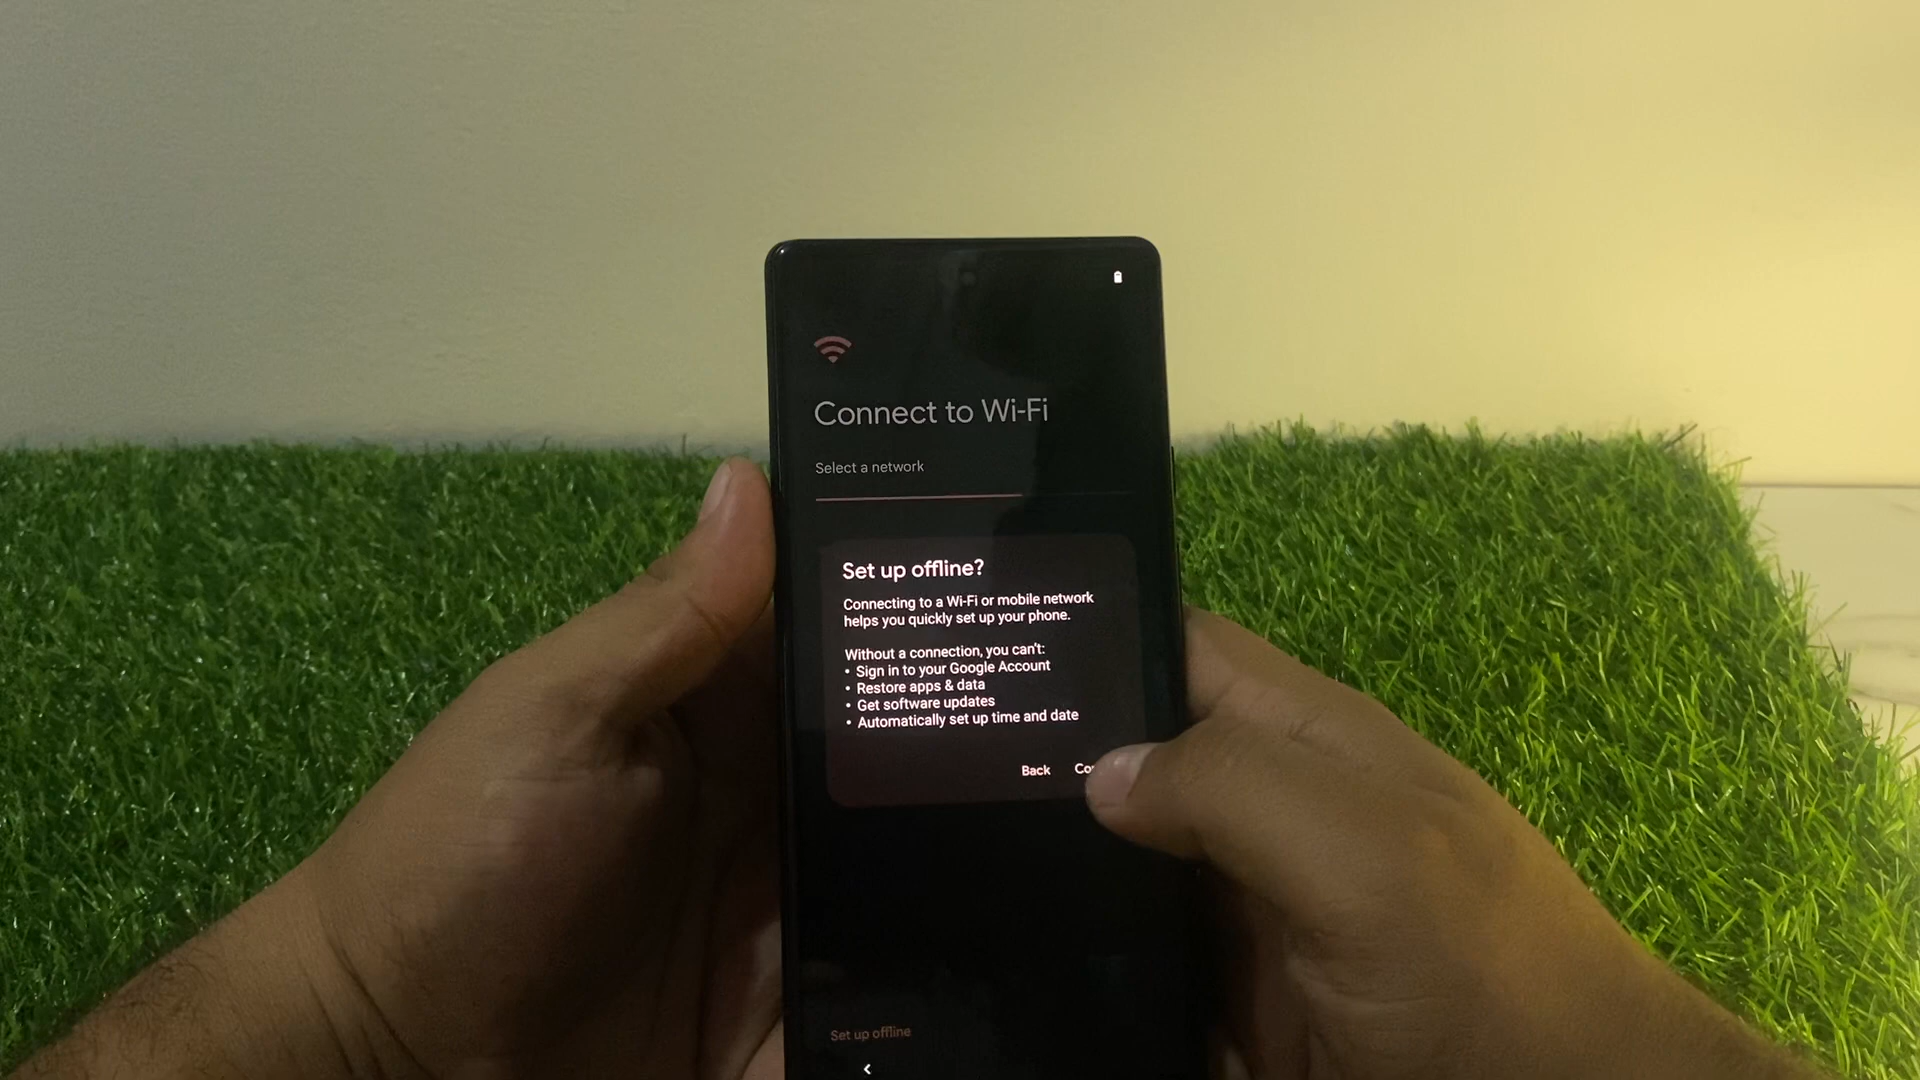 Connect to Wi-Fi
Select a network
Set up offline?
Connecting to a Wi-Fi or mobile network
helps you quickly set up your phone.
Without a connection, you can't:
• Sign in to your Google Account
• Restore apps & data
• Get software updates
• Automatically set up time and date
Back
Set up offline